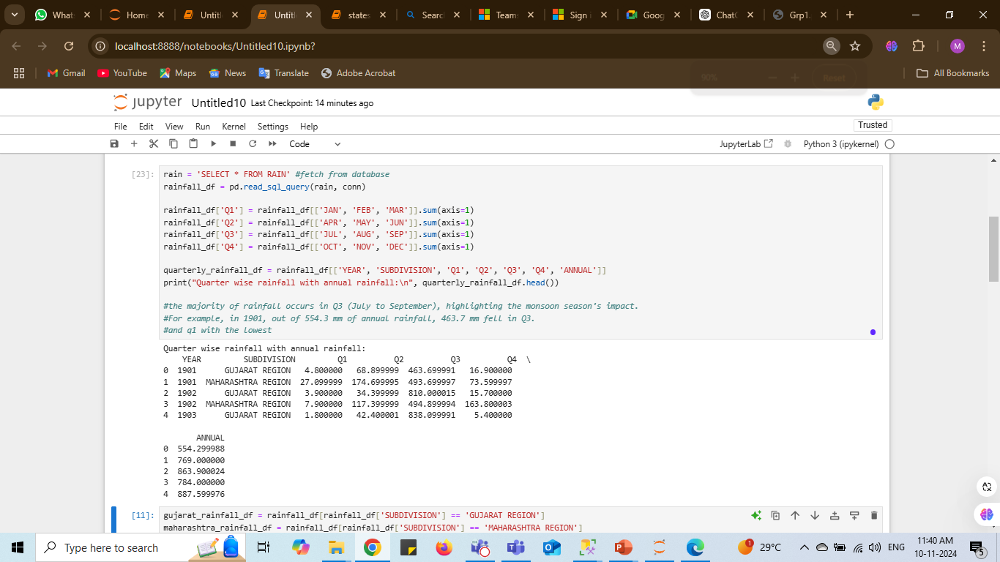 Whats
Home
Untitl
Untitl
states
Searc
Team
Sign i
Goog
ChatG
Grp1.
localhost:8888/notebooks/Untitled10.ipynb?
M
Gmail
YouTube
Maps
News
Translate
Adobe Acrobat
All Bookmarks
90%
Reset
jupyter Untitled10 Last Checkpoint: 14 minutes ago
File Edit View Run Kernel Settings Help
Trusted
Code
JupyterLab
Python 3 (ipykernel)
[23]:
rain = 'SELECT * FROM RAIN' #fetch from database
rainfall_df = pd.read_sql_query(rain, conn)
rainfall_df['Q1'] = rainfall_df[['JAN', 'FEB', 'MAR']].sum(axis=1)
rainfall_df['Q2'] = rainfall_df[['APR', 'MAY', 'JUN']].sum(axis=1)
rainfall_df['Q3'] = rainfall_df[['JUL', 'AUG', 'SEP']].sum(axis=1)
rainfall_df['Q4'] = rainfall_df[['OCT', 'NOV', 'DEC']].sum(axis=1)
quarterly_rainfall_df = rainfall_df[['YEAR', 'SUBDIVISION', 'Q1', 'Q2', 'Q3', 'Q4', 'ANNUAL']]
print("Quarter wise rainfall with annual rainfall:\n", quarterly_rainfall_df.head())
#the majority of rainfall occurs in Q3 (July to September), highlighting the monsoon season's impact.
#For example, in 1901, out of 554.3 mm of annual rainfall, 463.7 mm fell in Q3.
#and q1 with the lowest
Quarter wise rainfall with annual rainfall:
YEAR SUBDIVISION Q1 Q2 Q3 Q4 \
0 1901 GUJARAT REGION 4.800000 68.899999 463.699991 16.900000
1 1901 MAHARASHTRA REGION 27.099999 174.699995 493.699997 73.599997
2 1902 GUJARAT REGION 3.900000 34.399999 810.000015 15.700000
3 1902 MAHARASHTRA REGION 7.900000 117.399999 494.899994 163.800003
4 1903 GUJARAT REGION 1.800000 42.400001 838.099991 5.400000
ANNUAL
0 554.299988
1 769.000000
2 863.900024
3 784.000000
4 887.599976
[11]:
gujarat_rainfall_df = rainfall_df[rainfall_df['SUBDIVISION'] == 'GUJARAT REGION']
maharashtra_rainfall_df = rainfall_df[rainfall_df['SUBDIVISION'] == 'MAHARASHTRA REGION']
Type here to search
29°C
ENG
11:40 AM
10-11-2024
5